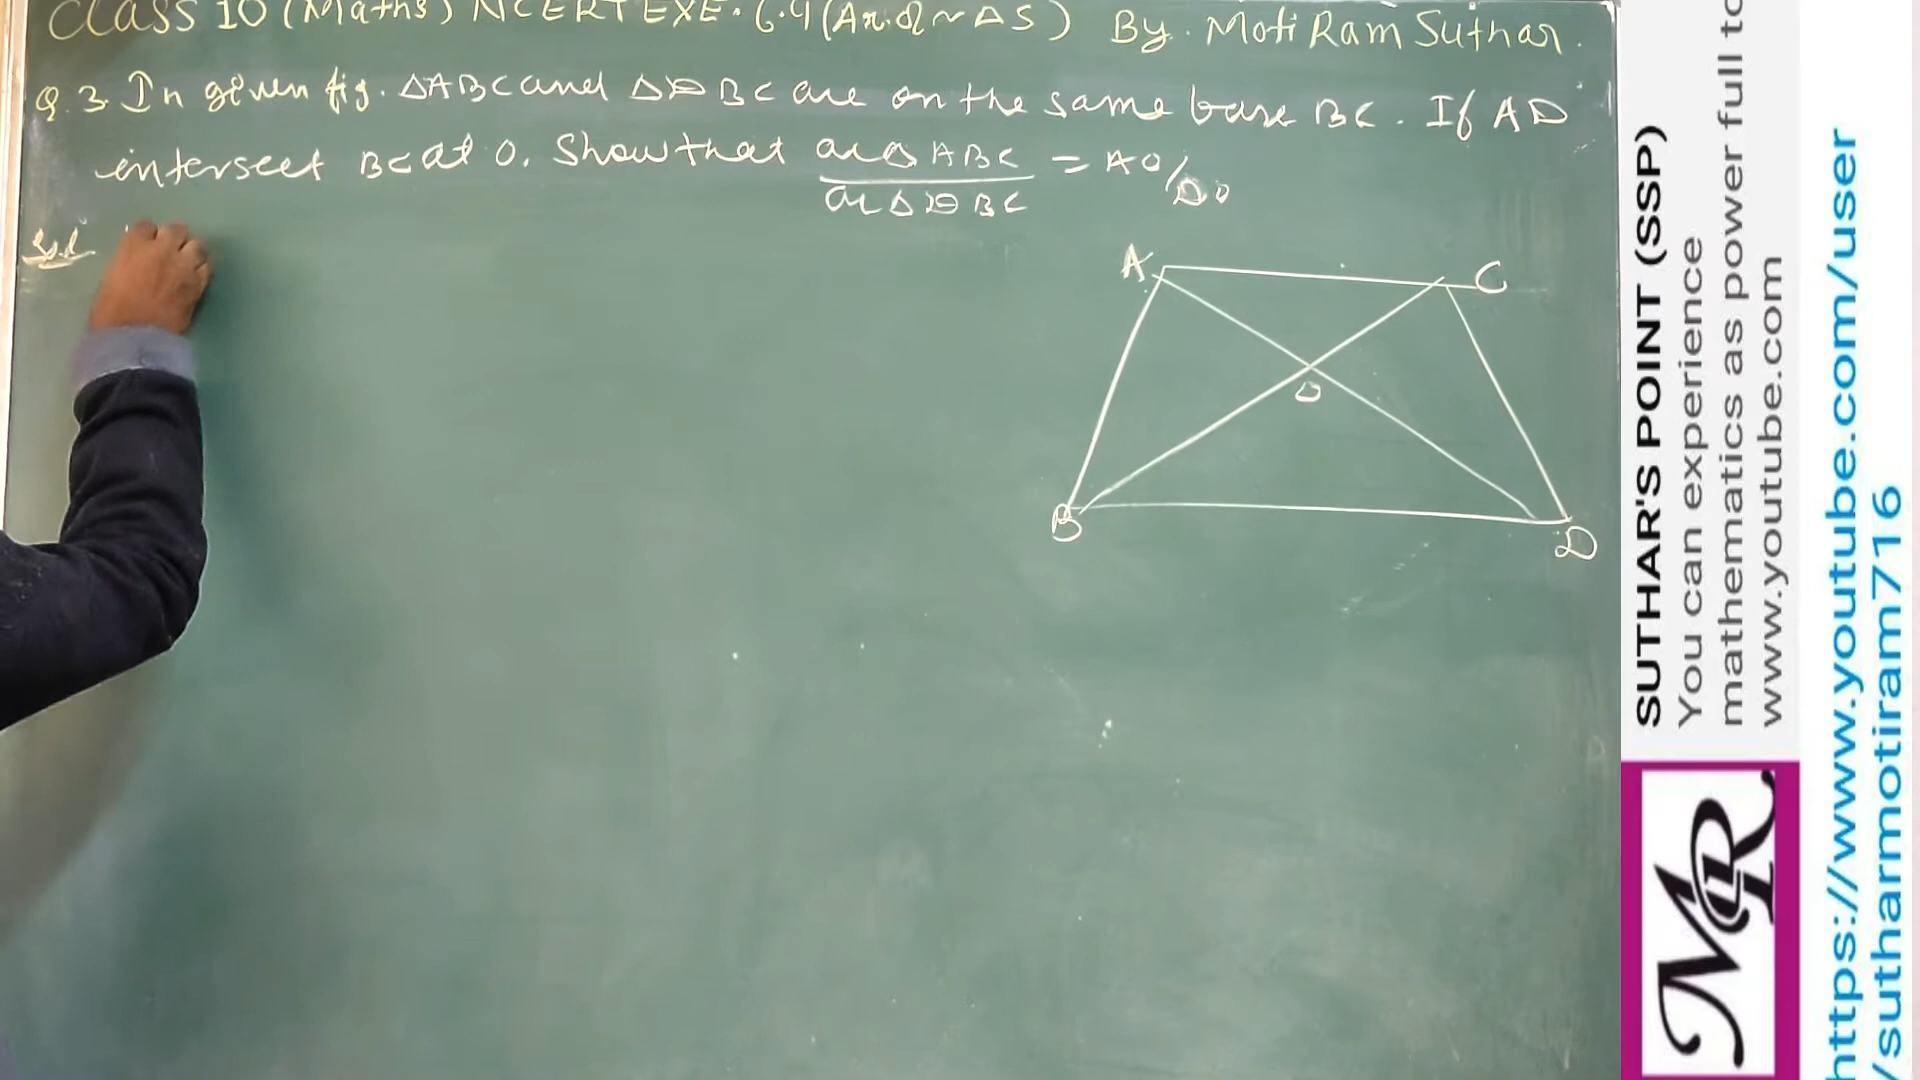 Class 10 (Maths) NCERT EXE. 6.4 (Ar. of ~ ΔS) By. Moti Ram Suthar.
Q.3. In given fig. ΔABC and ΔDBC are on the same base BC. If AD
intersect BC at O. Show that ar Δ ABC / ar Δ DBC = AO/DO
Sol
A
C
O
B
D
SUTHAR'S POINT (SSP)
You can experience
mathematics as power full to
www.youtube.com
https://www.youtube.com/user
/sutharmotiram716